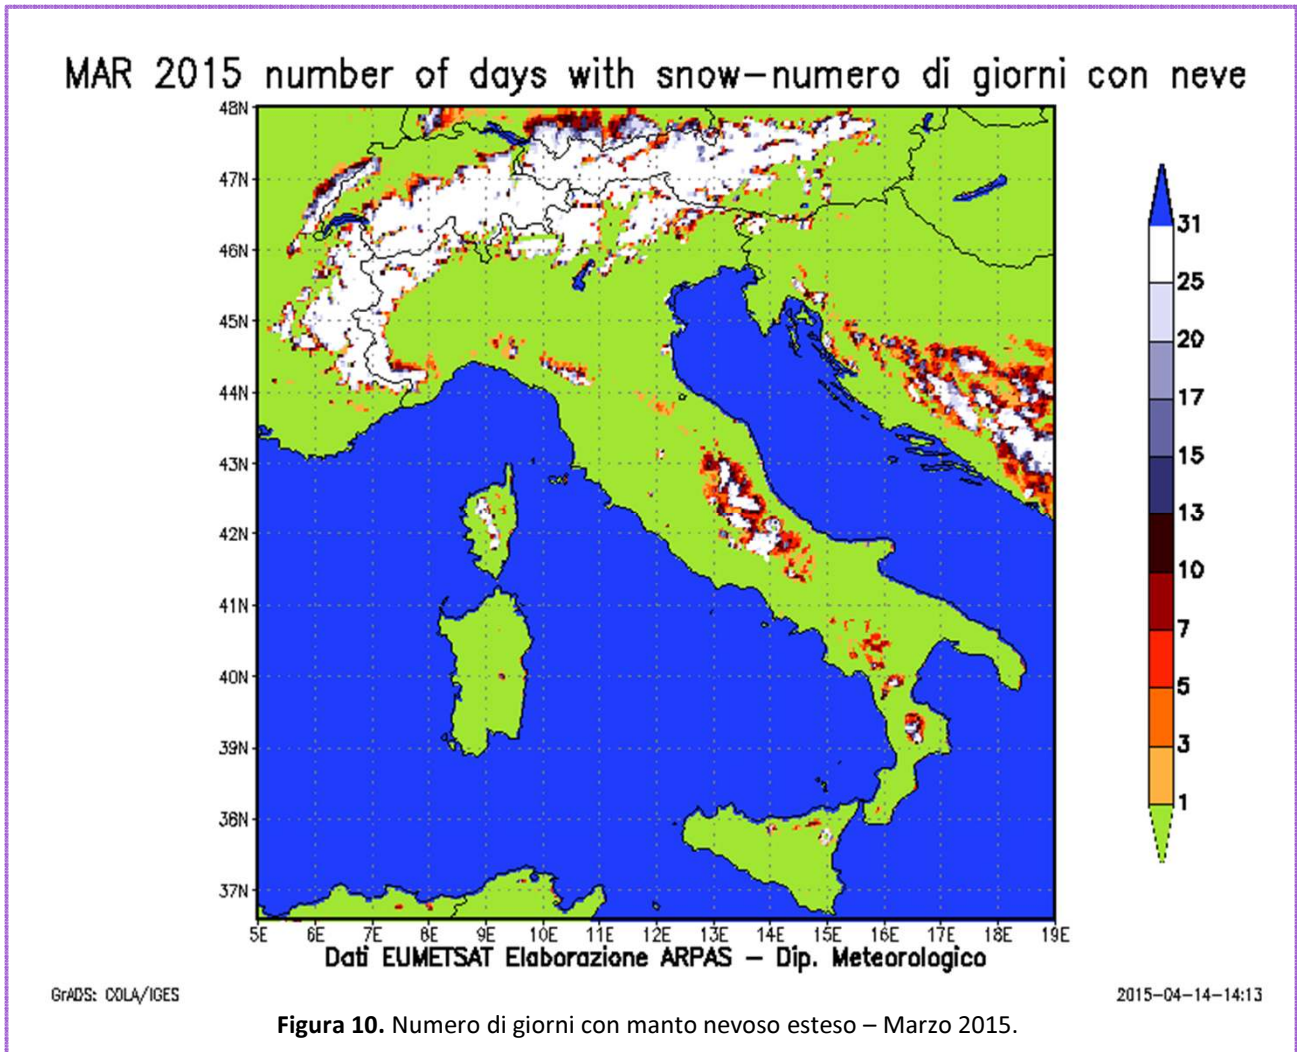 MAR 2015 number of days with snow-numero di giorni con neve
48N
47N
46N
45N
44N
43N
42N
41N
40N
39N
38N
37N
5E 6E 7E 8E 9E 10E 11E 12E 13E 14E 15E 16E 17E 18E 19E
31
25
20
17
15
13
10
7
5
3
1
Dati EUMETSAT Elaborazione ARPAS – Dip. Meteorologico
GrADS: COLA/IGES
2015-04-14-14:13
Figura 10. Numero di giorni con manto nevoso esteso – Marzo 2015.